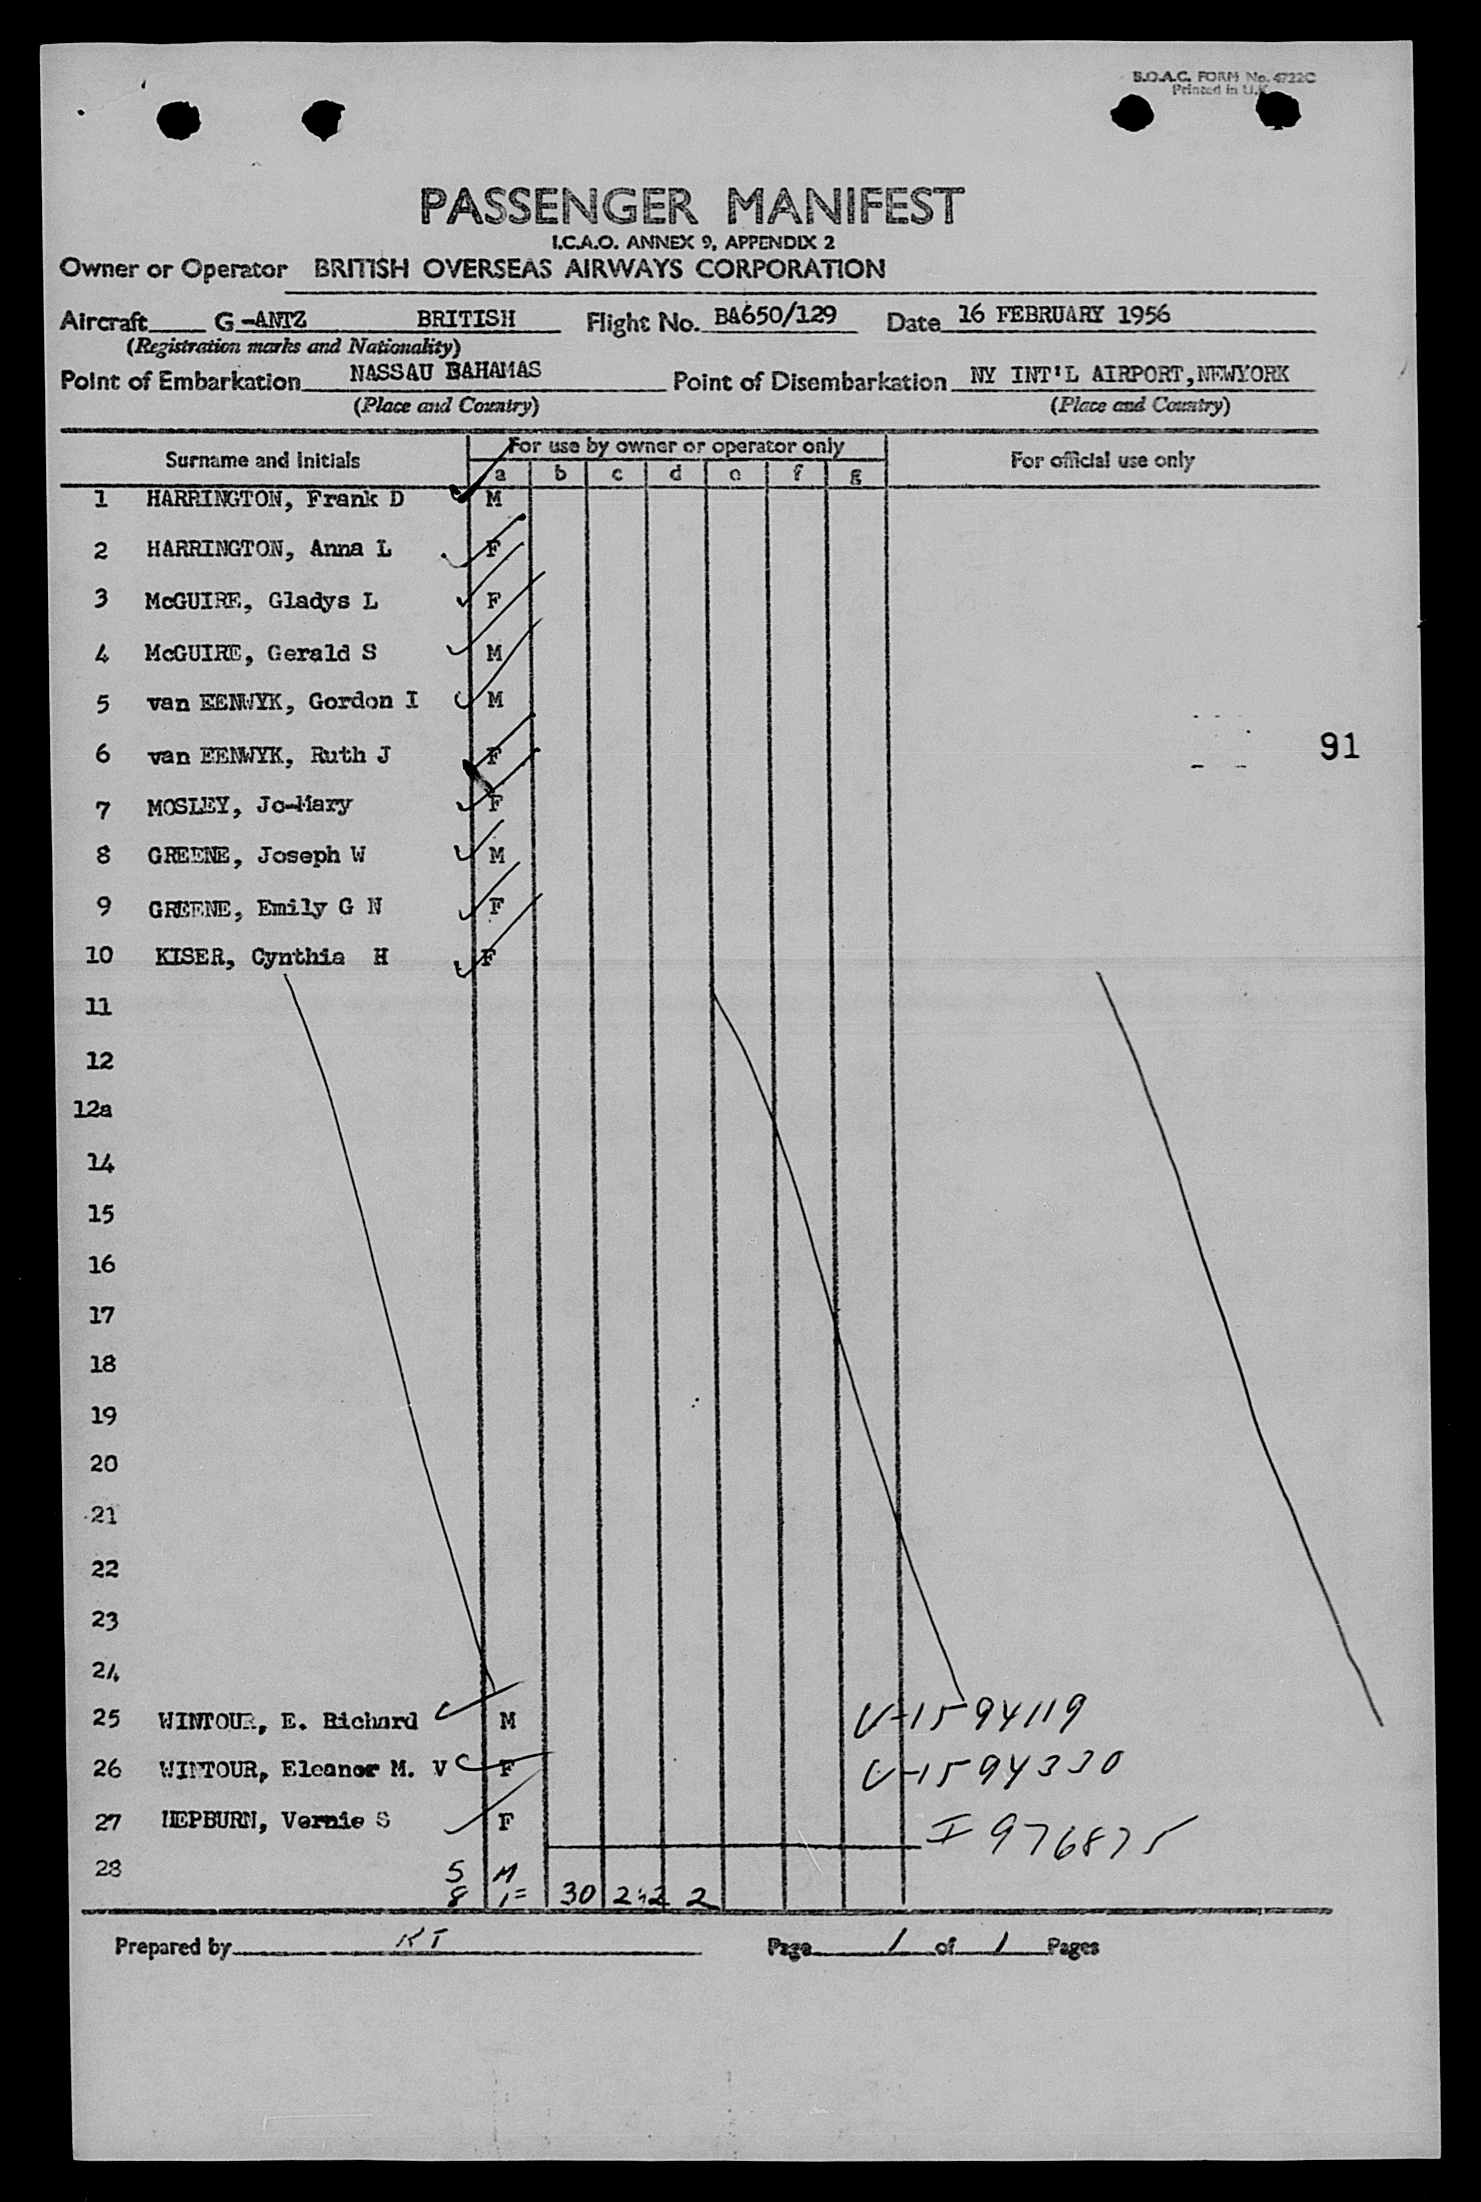 B.O.A.C. FORM No. 4722C
Printed in U.K.
PASSENGER MANIFEST
I.C.A.O. ANNEX 9, APPENDIX 2
Owner or Operator BRITISH OVERSEAS AIRWAYS CORPORATION
Aircraft G-ANTZ BRITISH Flight No. BA650/129 Date 16 FEBRUARY 1956
(Registration marks and Nationality)
Point of Embarkation NASSAU BAHAMAS Point of Disembarkation NY INT'L AIRPORT, NEWYORK
(Place and Country) (Place and Country)
Surname and Initials For use by owner or operator only For official use only
a b c d e f g
1 HARRINGTON, Frank D M
2 HARRINGTON, Anna L F
3 McGUIRE, Gladys L F
4 McGUIRE, Gerald S M
5 van EENWYK, Gordon I M
6 van EENWYK, Ruth J F
91
7 MOSLEY, Jo-Mary F
8 GREENE, Joseph W M
9 GREENE, Emily G N F
10 KISER, Cynthia H F
11
12
12a
14
15
16
17
18
19
20
21
22
23
24
25 WINTOUR, E. Richard M V-1594119
26 WINTOUR, Eleanor M. V F V-1594330
27 HEPBURN, Vernie S F I 976875
28 5 M
8 F 30 2 2 2
Prepared by KT Page 1 of 1 Pages